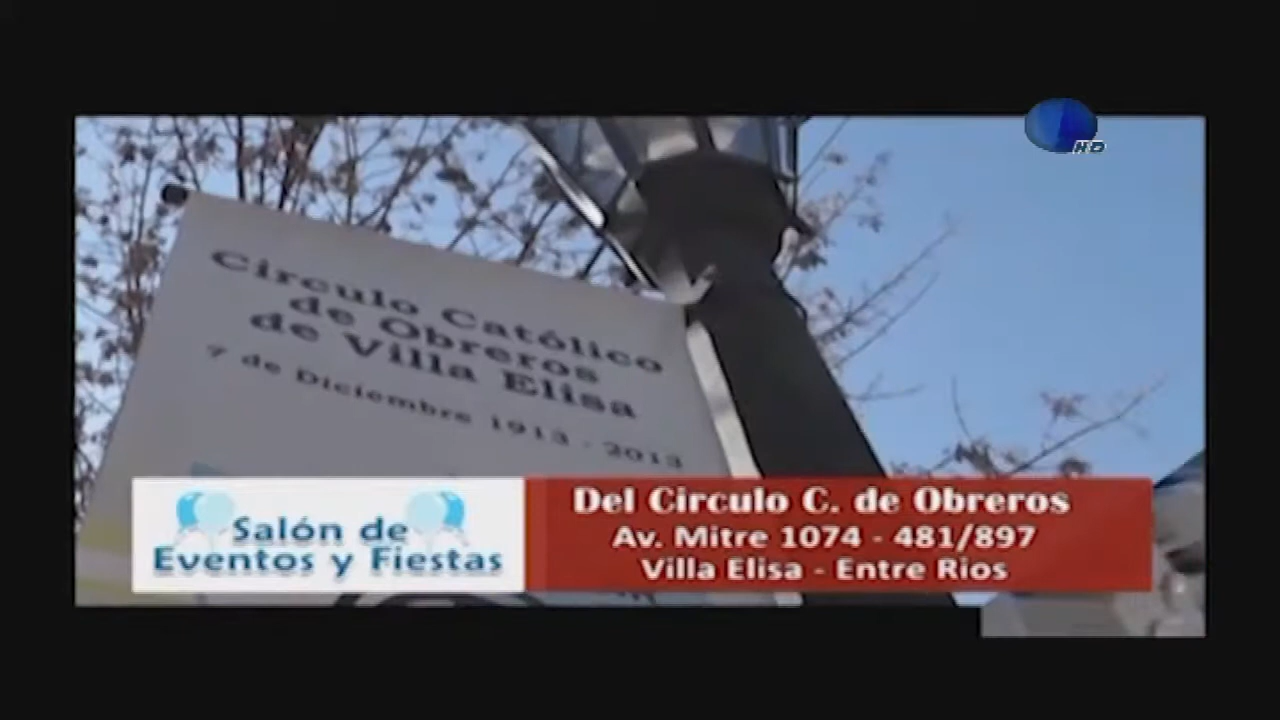 HD
Circulo Católico
de Obreros
de Villa Elisa
7 de Diciembre 1913 - 2013
Salón de
Eventos y Fiestas
Del Circulo C. de Obreros
Av. Mitre 1074 - 481/897
Villa Elisa - Entre Rios